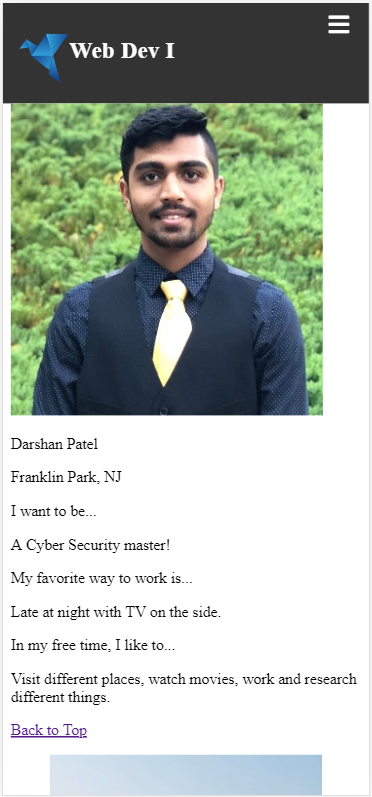 Web Dev I
Darshan Patel
Franklin Park, NJ
I want to be...
A Cyber Security master!
My favorite way to work is...
Late at night with TV on the side.
In my free time, I like to...
Visit different places, watch movies, work and research
different things.
Back to Top